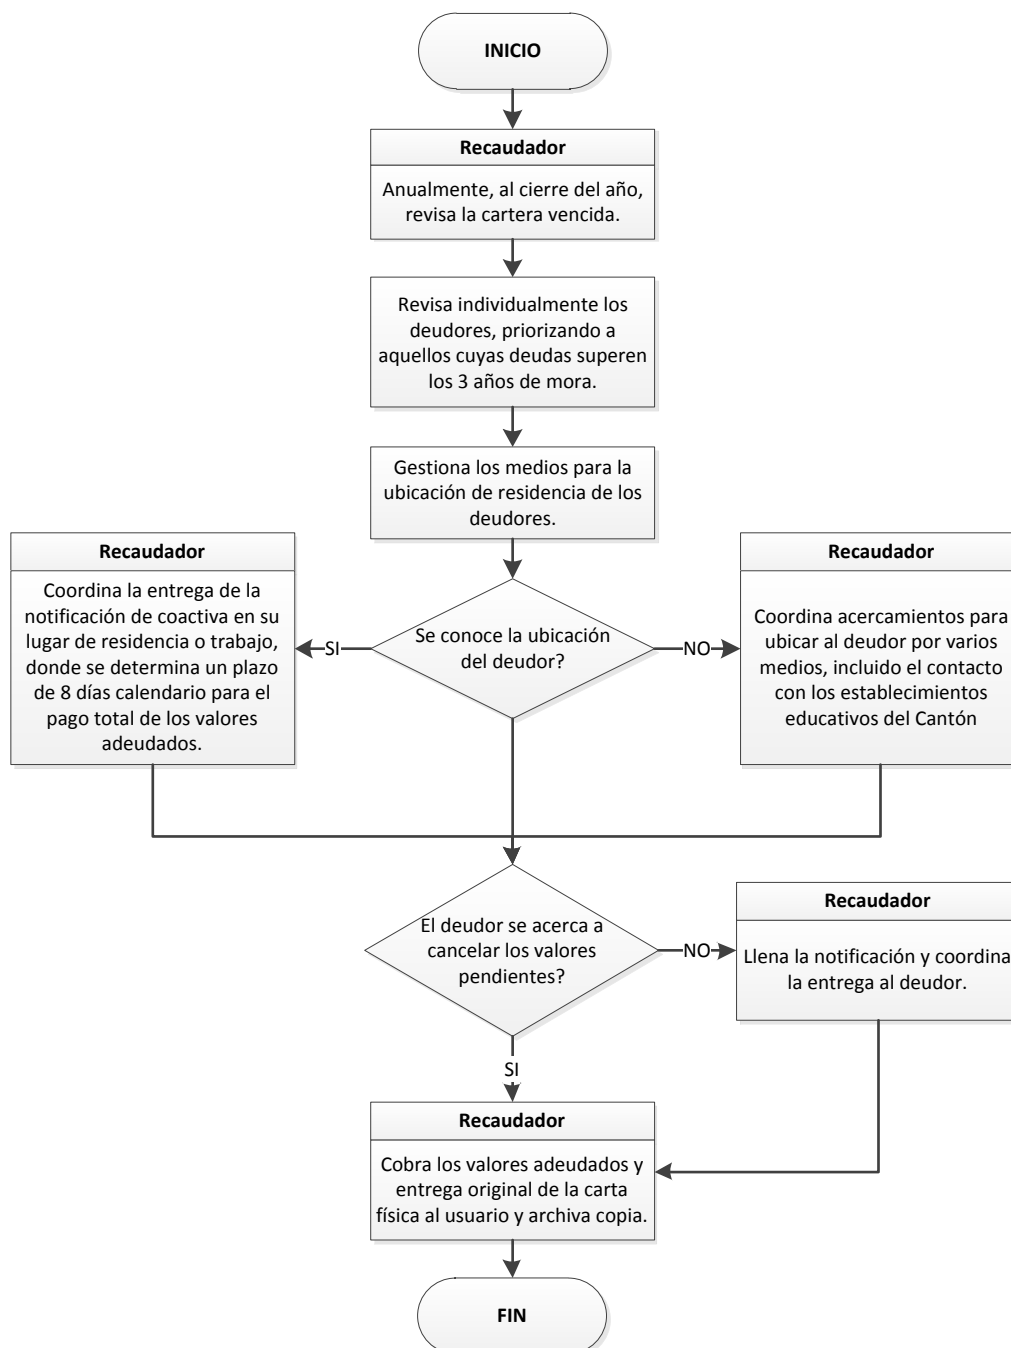 INICIO
Recaudador
Anualmente, al cierre del año,
revisa la cartera vencida.
Revisa individualmente los
deudores, priorizando a
aquellos cuyas deudas superen
los 3 años de mora.
Gestiona los medios para la
ubicación de residencia de los
deudores.
Se conoce la ubicación
del deudor?
SI
Recaudador
Coordina la entrega de la
notificación de coactiva en su
lugar de residencia o trabajo,
donde se determina un plazo
de 8 días calendario para el
pago total de los valores
adeudados.
NO
Recaudador
Coordina acercamientos para
ubicar al deudor por varios
medios, incluido el contacto
con los establecimientos
educativos del Cantón
El deudor se acerca a
cancelar los valores
pendientes?
NO
Recaudador
Llena la notificación y coordina
la entrega al deudor.
SI
Recaudador
Cobra los valores adeudados y
entrega original de la carta
física al usuario y archiva copia.
FIN